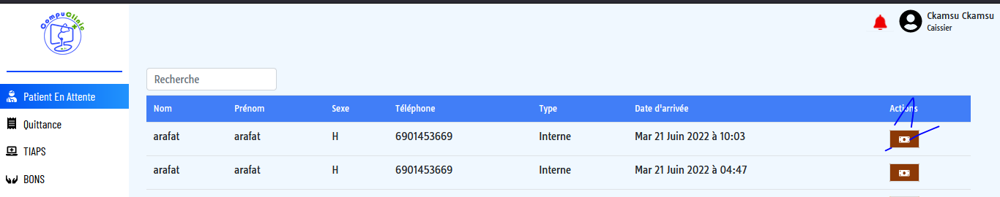 CompuClinic
Ckamsu Ckamsu
Caissier
Recherche
Patient En Attente
Quittance
TIAPS
BONS
Nom Prénom Sexe Téléphone Type Date d'arrivée Actions
arafat arafat H 6901453669 Interne Mar 21 Juin 2022 à 10:03
arafat arafat H 6901453669 Interne Mar 21 Juin 2022 à 04:47